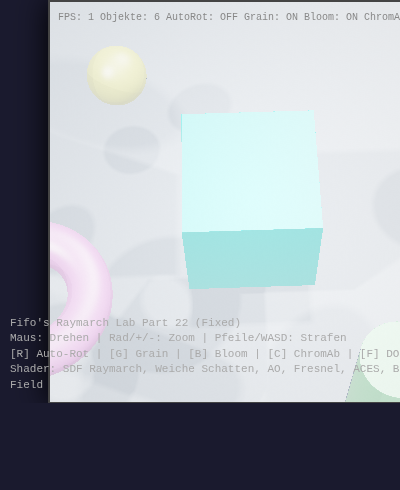 FPS: 1 Objekte: 6 AutoRot: OFF Grain: ON Bloom: ON ChromA
Fifo's Raymarch Lab Part 22 (Fixed)
Maus: Drehen | Rad/+/-: Zoom | Pfeile/WASD: Strafen
[R] Auto-Rot | [G] Grain | [B] Bloom | [C] ChromAb | [F] DO
Shader: SDF Raymarch, Weiche Schatten, AO, Fresnel, ACES, B
Field